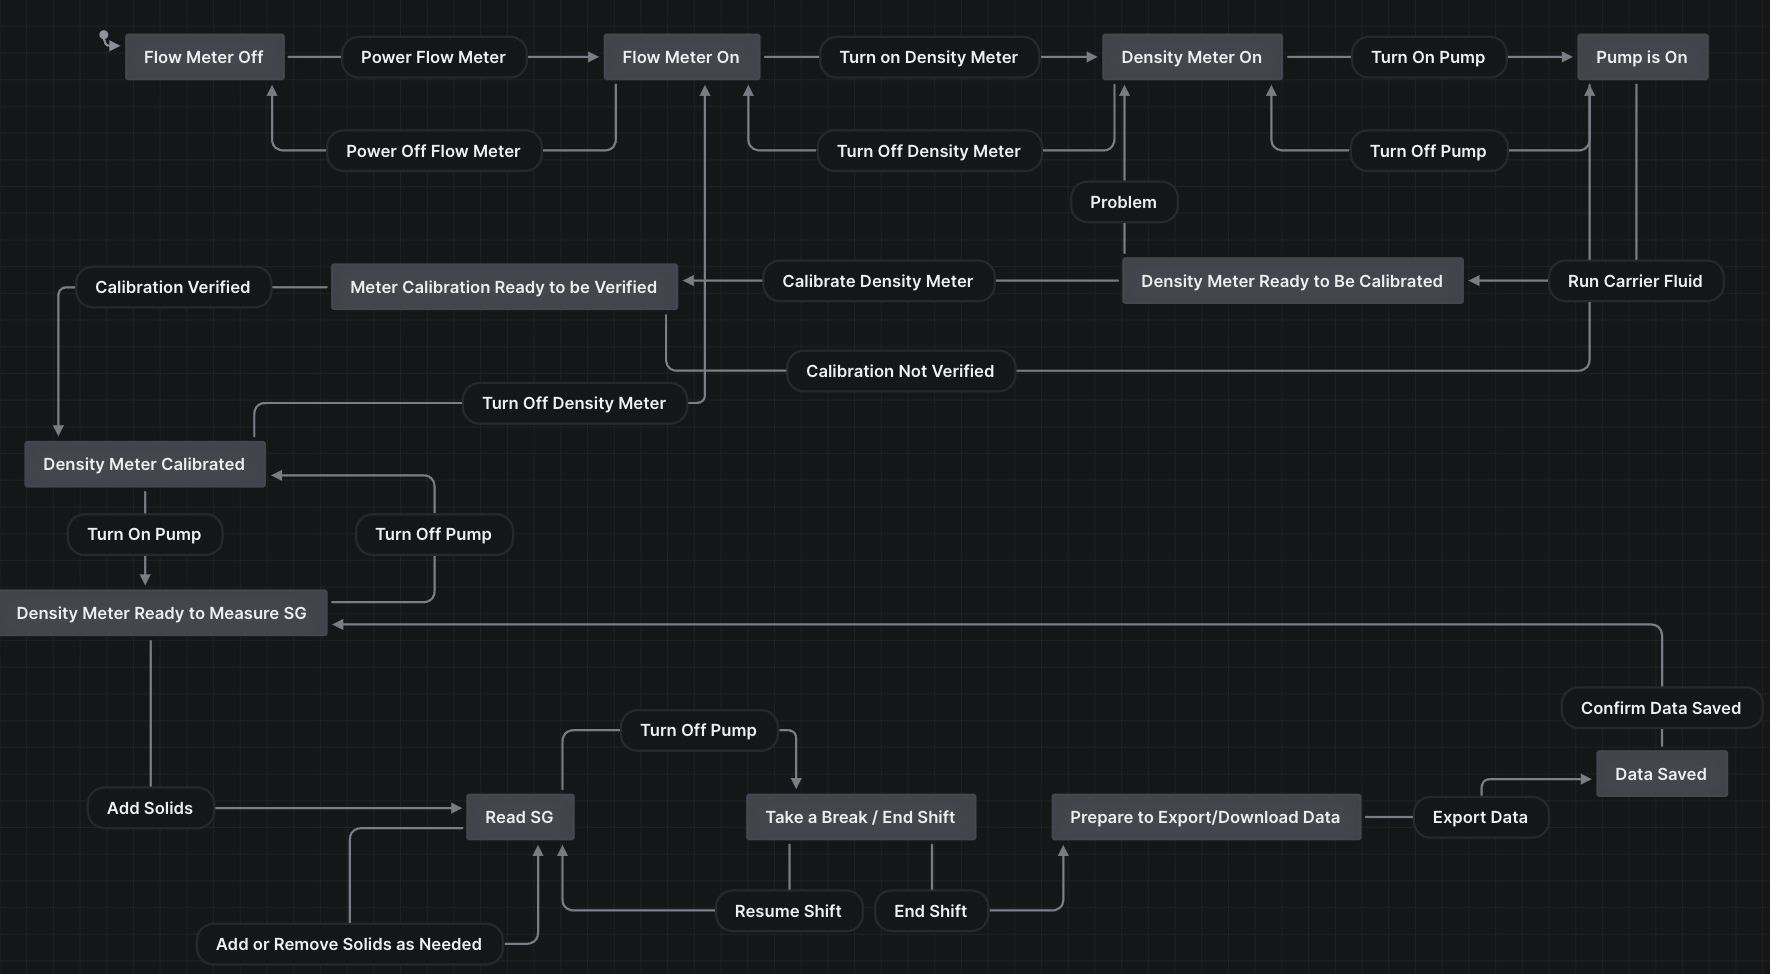 Flow Meter Off
Power Flow Meter
Flow Meter On
Turn on Density Meter
Density Meter On
Turn On Pump
Pump is On
Power Off Flow Meter
Turn Off Density Meter
Turn Off Pump
Problem
Calibration Verified
Meter Calibration Ready to be Verified
Calibrate Density Meter
Density Meter Ready to Be Calibrated
Run Carrier Fluid
Calibration Not Verified
Turn Off Density Meter
Density Meter Calibrated
Turn On Pump
Turn Off Pump
Density Meter Ready to Measure SG
Confirm Data Saved
Turn Off Pump
Data Saved
Add Solids
Read SG
Take a Break / End Shift
Prepare to Export/Download Data
Export Data
Resume Shift
End Shift
Add or Remove Solids as Needed